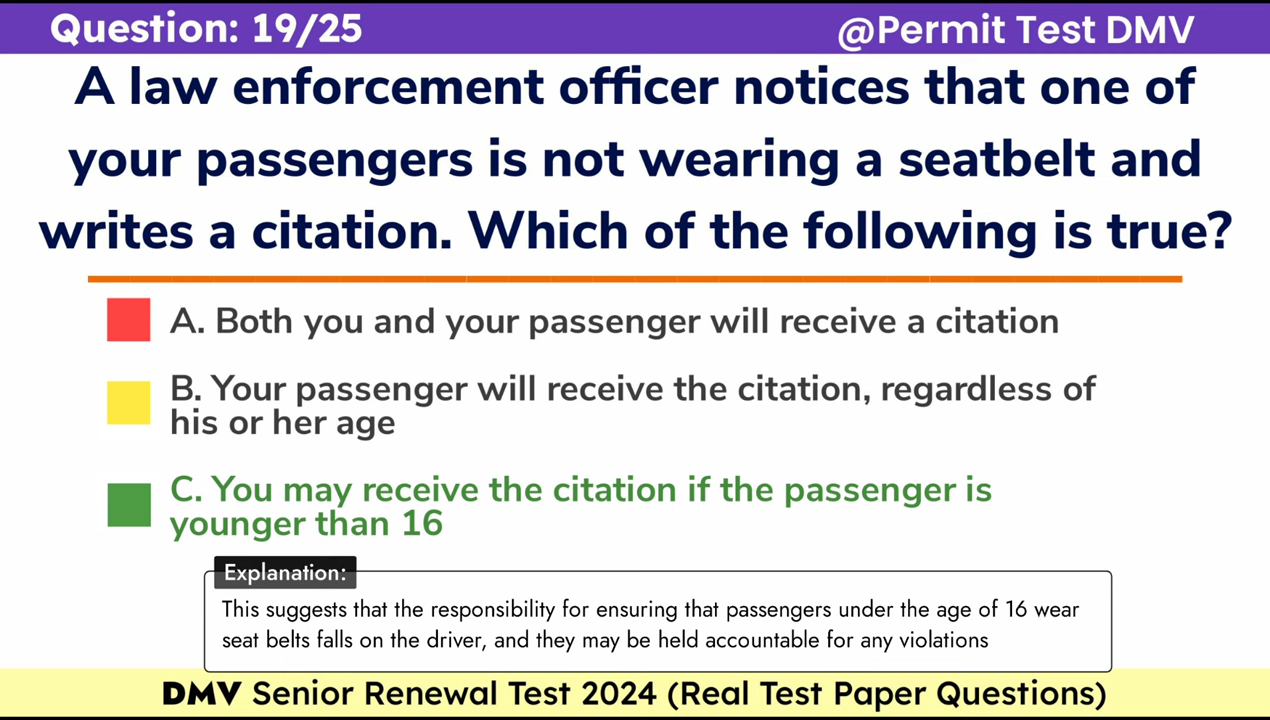 Question: 19/25
@Permit Test DMV
A law enforcement officer notices that one of
your passengers is not wearing a seatbelt and
writes a citation. Which of the following is true?
A. Both you and your passenger will receive a citation
B. Your passenger will receive the citation, regardless of
his or her age
C. You may receive the citation if the passenger is
younger than 16
Explanation:
This suggests that the responsibility for ensuring that passengers under the age of 16 wear
seat belts falls on the driver, and they may be held accountable for any violations
DMV Senior Renewal Test 2024 (Real Test Paper Questions)